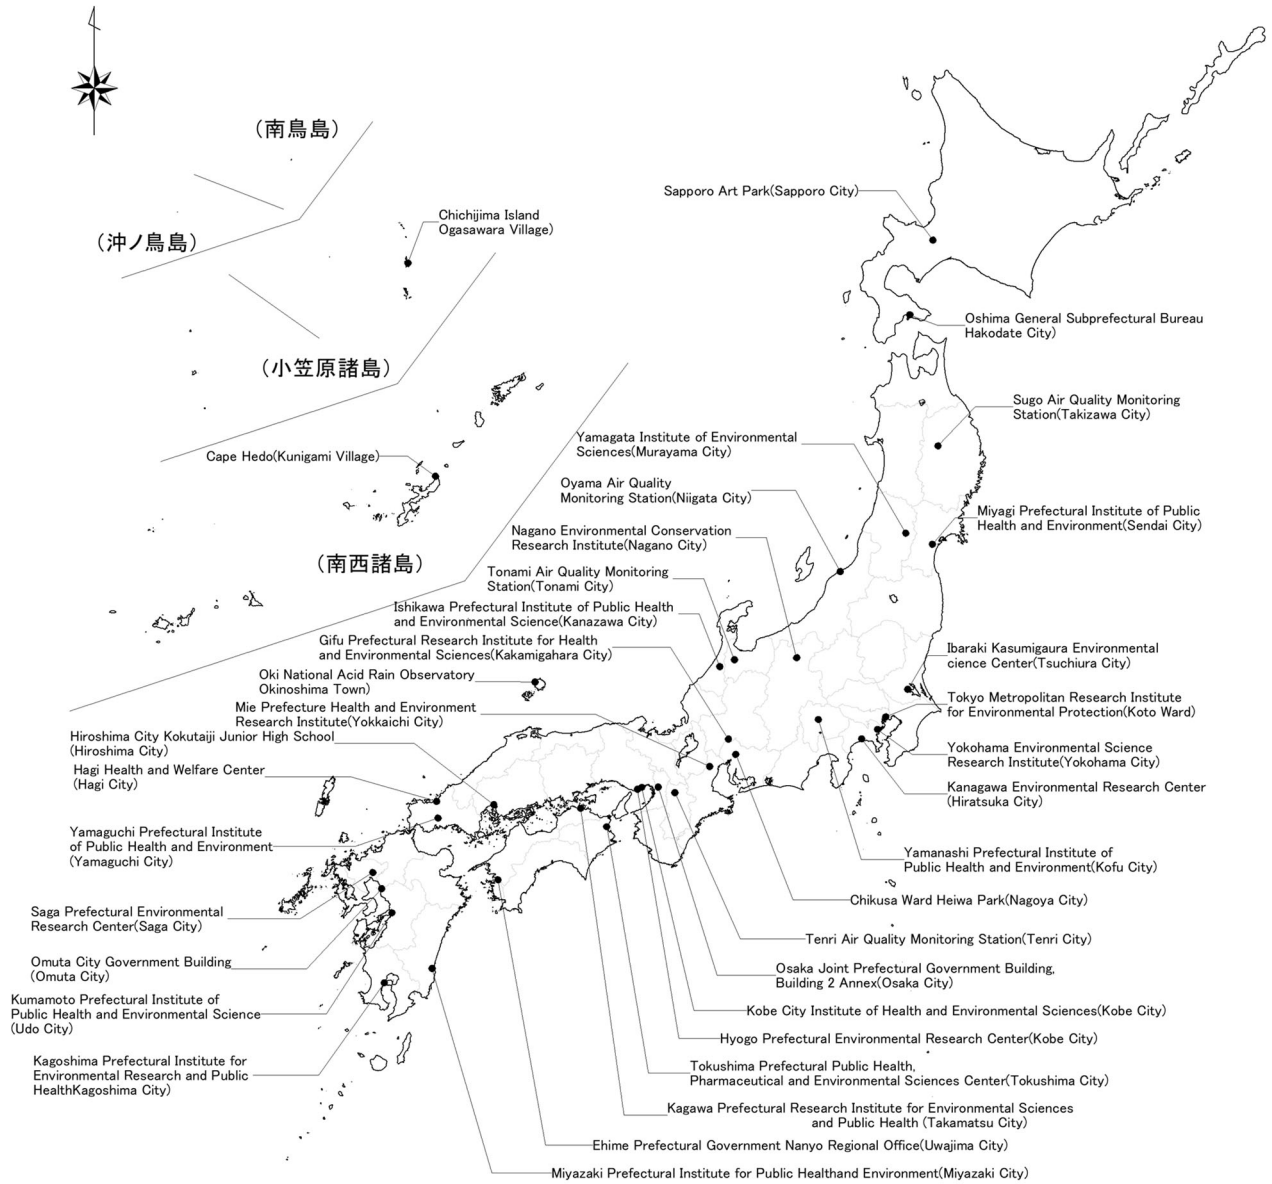 (南鳥島)
Sapporo Art Park(Sapporo City)
Chichijima Island
Ogasawara Village)
(沖ノ鳥島)
Oshima General Subprefectural Bureau
Hakodate City)
(小笠原諸島)
Sugo Air Quality Monitoring
Station(Takizawa City)
Yamagata Institute of Environmental
Sciences(Murayama City)
Cape Hedo(Kunigami Village)
Oyama Air Quality
Monitoring Station(Niigata City)
Miyagi Prefectural Institute of Public
Health and Environment(Sendai City)
Nagano Environmental Conservation
Research Institute(Nagano City)
(南西諸島)
Tonami Air Quality Monitoring
Station(Tonami City)
Ishikawa Prefectural Institute of Public Health
and Environmental Science(Kanazawa City)
Gifu Prefectural Research Institute for Health
and Environmental Sciences(Kakamigahara City)
Ibaraki Kasumigaura Environmental
cience Center(Tsuchiura City)
Oki National Acid Rain Observatory
Okinoshima Town)
Tokyo Metropolitan Research Institute
for Environmental Protection(Koto Ward)
Mie Prefecture Health and Environment
Research Institute(Yokkaichi City)
Hiroshima City Kokutaiji Junior High School
(Hiroshima City)
Yokohama Environmental Science
Research Institute(Yokohama City)
Hagi Health and Welfare Center
(Hagi City)
Kanagawa Environmental Research Center
(Hiratsuka City)
Yamaguchi Prefectural Institute
of Public Health and Environment
(Yamaguchi City)
Yamanashi Prefectural Institute of
Public Health and Environment(Kofu City)
Chikusa Ward Heiwa Park(Nagoya City)
Saga Prefectural Environmental
Research Center(Saga City)
Tenri Air Quality Monitoring Station(Tenri City)
Omuta City Government Building
(Omuta City)
Osaka Joint Prefectural Government Building,
Building 2 Annex(Osaka City)
Kumamoto Prefectural Institute of
Public Health and Environmental Science
(Udo City)
Kobe City Institute of Health and Environmental Sciences(Kobe City)
Hyogo Prefectural Environmental Research Center(Kobe City)
Kagoshima Prefectural Institute for
Environmental Research and Public
HealthKagoshima City)
Tokushima Prefectural Public Health,
Pharmaceutical and Environmental Sciences Center(Tokushima City)
Kagawa Prefectural Research Institute for Environmental Sciences
and Public Health (Takamatsu City)
Ehime Prefectural Government Nanyo Regional Office(Uwajima City)
Miyazaki Prefectural Institute for Public Healthand Environment(Miyazaki City)